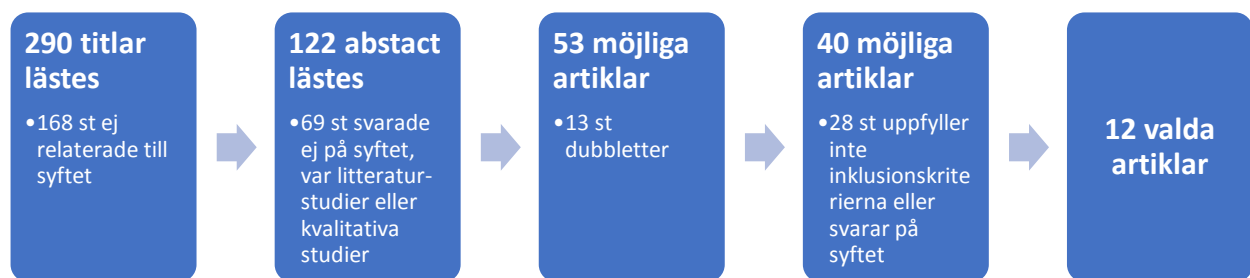 290 titlar
lästes
•168 st ej
relaterade till
syftet
122 abstact
lästes
•69 st svarade
ej på syftet,
var litteratur-
studier eller
kvalitativa
studier
53 möjliga
artiklar
•13 st
dubbletter
40 möjliga
artiklar
•28 st uppfyller
inte
inklusionskrite
rierna eller
svarar på
syftet
12 valda
artiklar